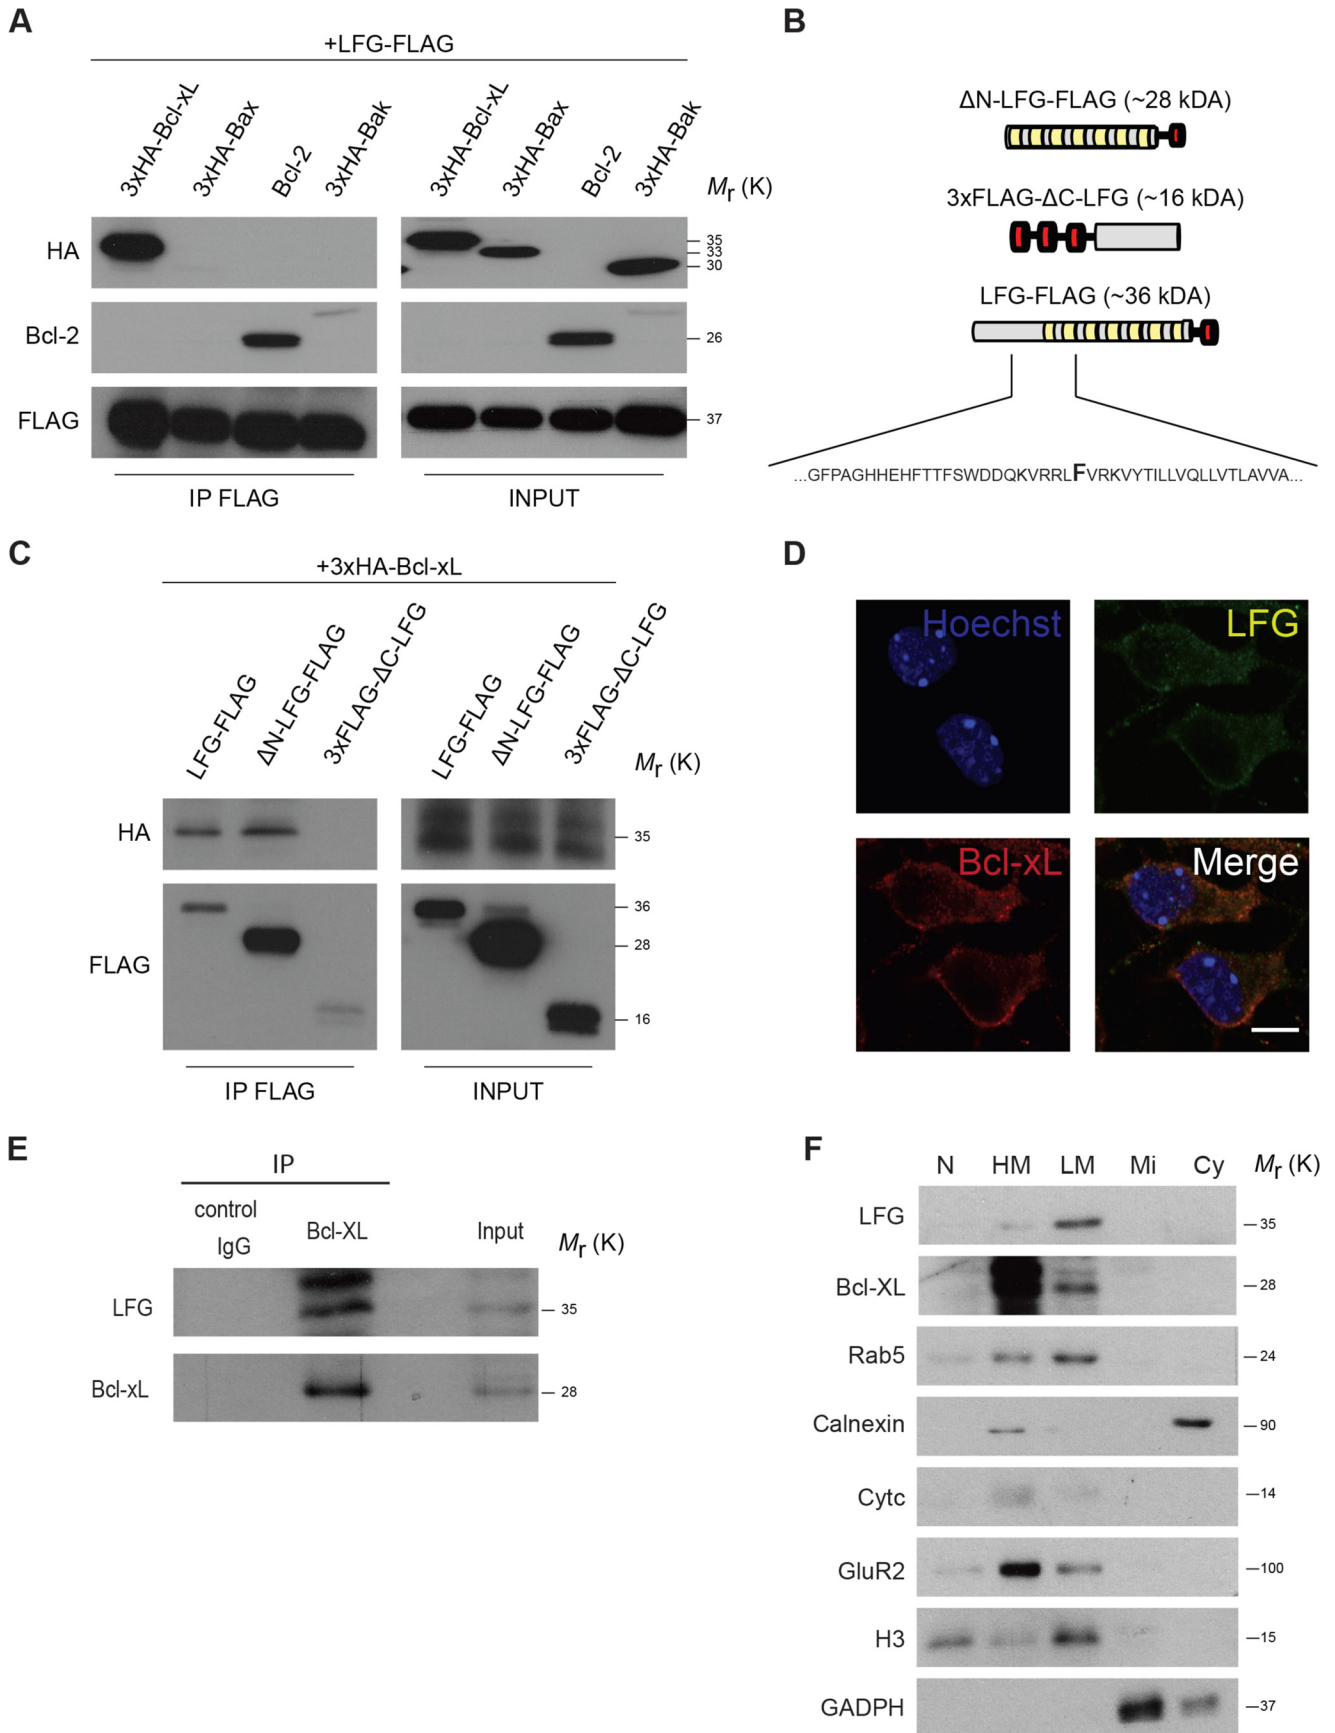 A
+LFG-FLAG
3xHA-Bcl-xL
3xHA-Bax
Bcl-2
3xHA-Bak
3xHA-Bcl-xL
3xHA-Bax
Bcl-2
3xHA-Bak
Mr (K)
HA
35
33
30
Bcl-2
26
FLAG
37
IP FLAG
INPUT
B
ΔN-LFG-FLAG (~28 kDA)
3xFLAG-ΔC-LFG (~16 kDA)
LFG-FLAG (~36 kDA)
...GFPAGHHEHFTTFSWDDQKVRRLFVRKVYTILLVQLLVTLAVVA...
C
+3xHA-Bcl-xL
LFG-FLAG
ΔN-LFG-FLAG
3xFLAG-ΔC-LFG
LFG-FLAG
ΔN-LFG-FLAG
3xFLAG-ΔC-LFG
Mr (K)
HA
35
FLAG
36
28
16
IP FLAG
INPUT
D
Hoechst
LFG
Bcl-xL
Merge
E
IP
control
IgG
Bcl-XL
Input
Mr (K)
LFG
35
Bcl-xL
28
F
N HM LM Mi Cy Mr (K)
LFG
35
Bcl-XL
28
Rab5
24
Calnexin
90
Cytc
14
GluR2
100
H3
15
GADPH
37